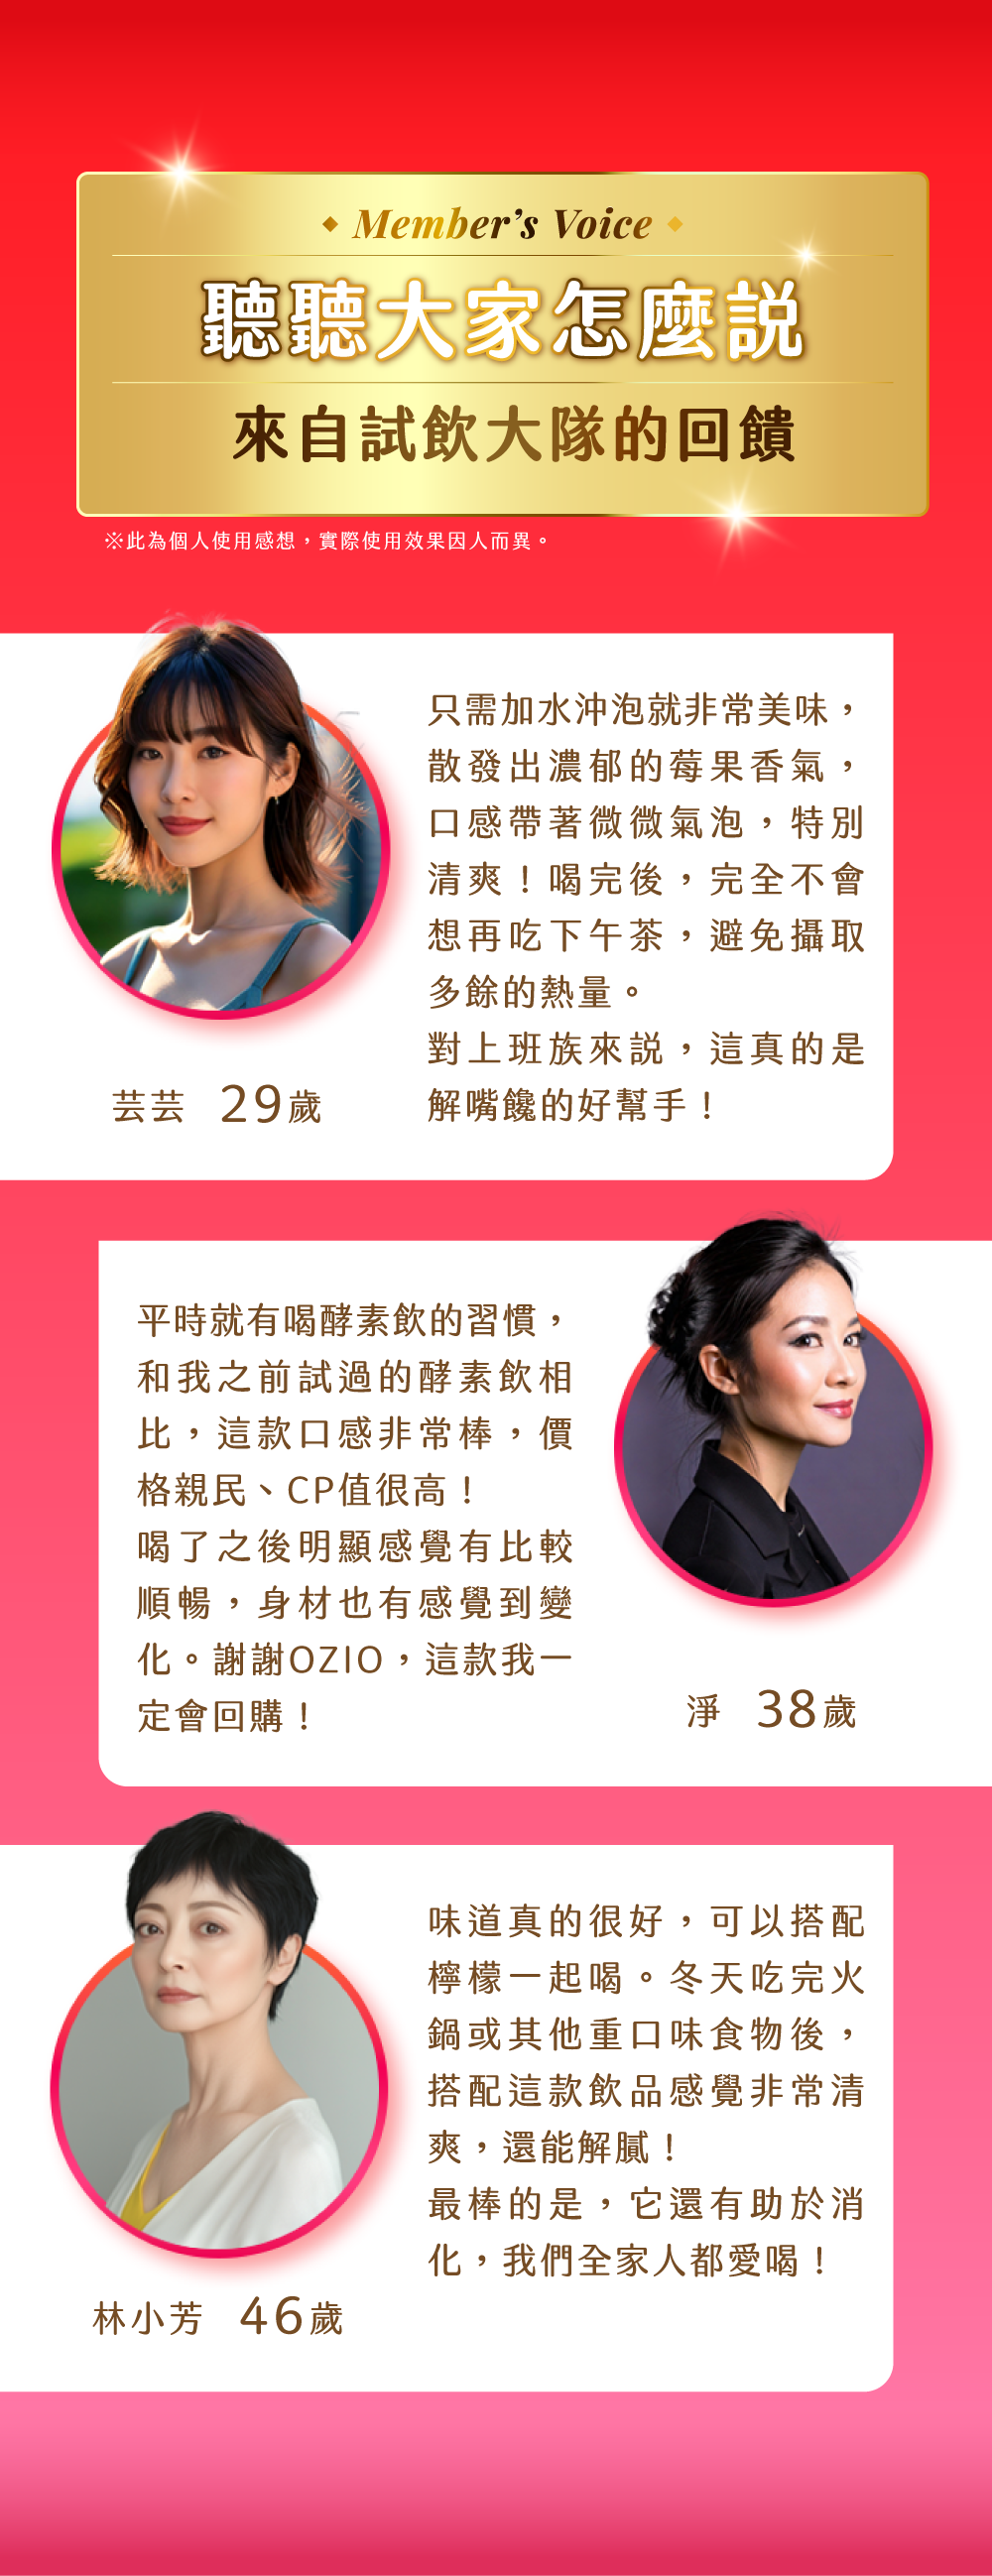 Member's Voice
聽聽大家怎麼説
來自試飲大隊的回饋
※此為個人使用感想，實際使用效果因人而異。
只需加水沖泡就非常美味，
散發出濃郁的莓果香氣，
口感帶著微微氣泡，特別
清爽！喝完後，完全不會
想再吃下午茶，避免攝取
多餘的熱量。
對上班族來説，這真的是
解嘴饞的好幫手！
芸芸 29歲
平時就有喝酵素飲的習慣，
和我之前試過的酵素飲相
比，這款口感非常棒，價
格親民、CP值很高！
喝了之後明顯感覺有比較
順暢，身材也有感覺到變
化。謝謝OZIO，這款我一
定會回購！
淨 38歲
味道真的很好，可以搭配
檸檬一起喝。冬天吃完火
鍋或其他重口味食物後，
搭配這款飲品感覺非常清
爽，還能解膩！
最棒的是，它還有助於消
化，我們全家人都愛喝！
林小芳 46歲